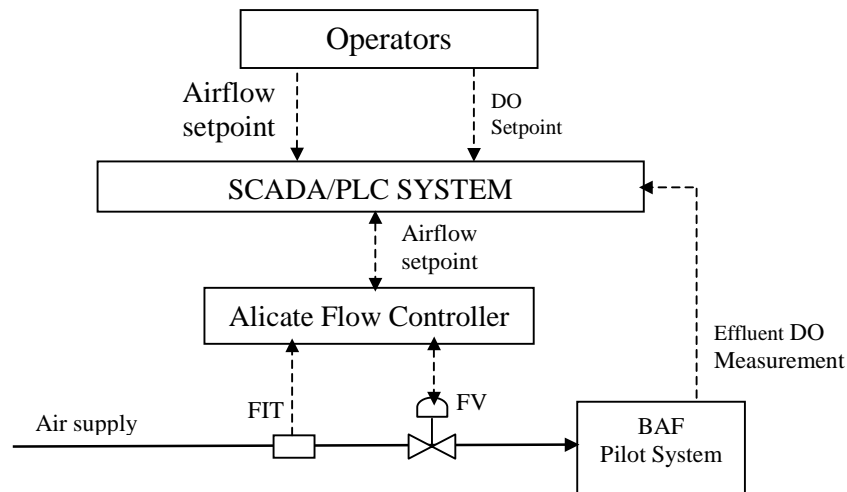 Operators
Airflow
setpoint
DO
Setpoint
SCADA/PLC SYSTEM
Airflow
setpoint
Alicate Flow Controller
Effluent DO
Measurement
FIT
FV
Air supply
BAF
Pilot System